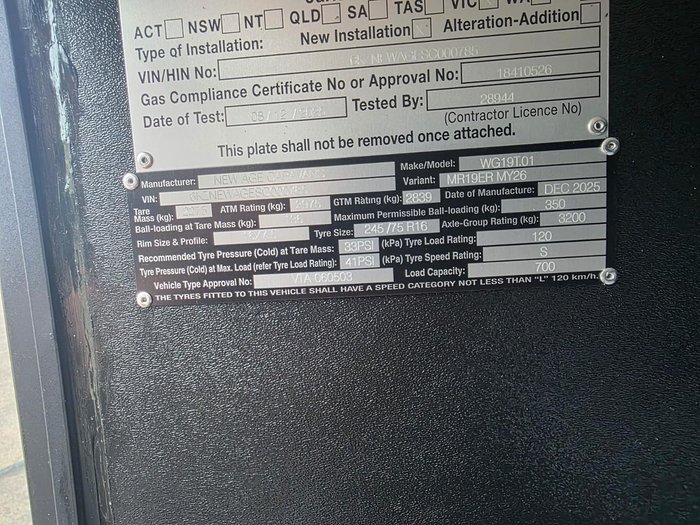 ACT NSW NT QLD SA TAS VIC WA
Type of Installation: New Installation Alteration-Addition
VIN/HIN No:
Gas Compliance Certificate No or Approval No: 18410526
Date of Test: Tested By: 28944
(Contractor Licence No)
This plate shall not be removed once attached.
Manufacturer: NEW AGE CARAVANS Make/Model: WG19T.01
VIN: Variant: MR19ER MY26
Tare Mass (kg): ATM Rating (kg): GTM Rating (kg): 2839 Date of Manufacture: DEC 2025
Ball-loading at Tare Mass (kg): Maximum Permissible Ball-loading (kg): 350
Rim Size & Profile: Tyre Size: 245/75 R16 Axle-Group Rating (kg): 3200
Recommended Tyre Pressure (Cold) at Tare Mass: 33PSI (kPa) Tyre Load Rating: 120
Tyre Pressure (Cold) at Max. Load (refer Tyre Load Rating): 41PSI (kPa) Tyre Speed Rating: S
Vehicle Type Approval No: VTA 060503 Load Capacity: 700
THE TYRES FITTED TO THIS VEHICLE SHALL HAVE A SPEED CATEGORY NOT LESS THAN "L" 120 km/h.